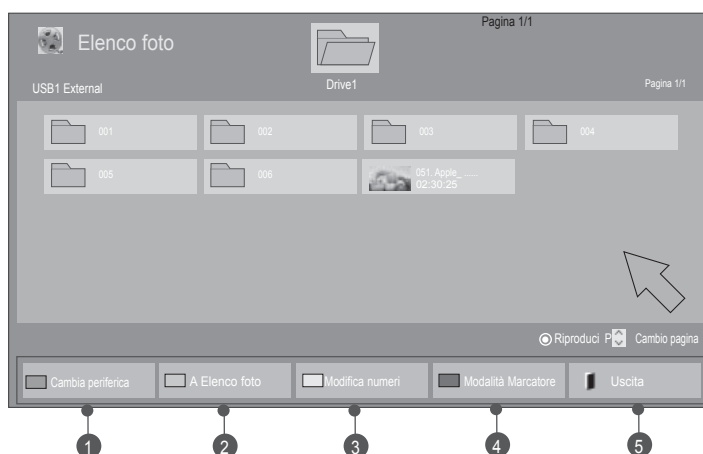 Pagina 1/1
Elenco foto
Drive1
USB1 External
Pagina 1/1
001
002
003
004
005
006
051. Apple_ ......
02:30:25
Riproduci P Cambio pagina
Cambia periferica
A Elenco foto
Modifica numeri
Modalità Marcatore
Uscita
1
2
3
4
5